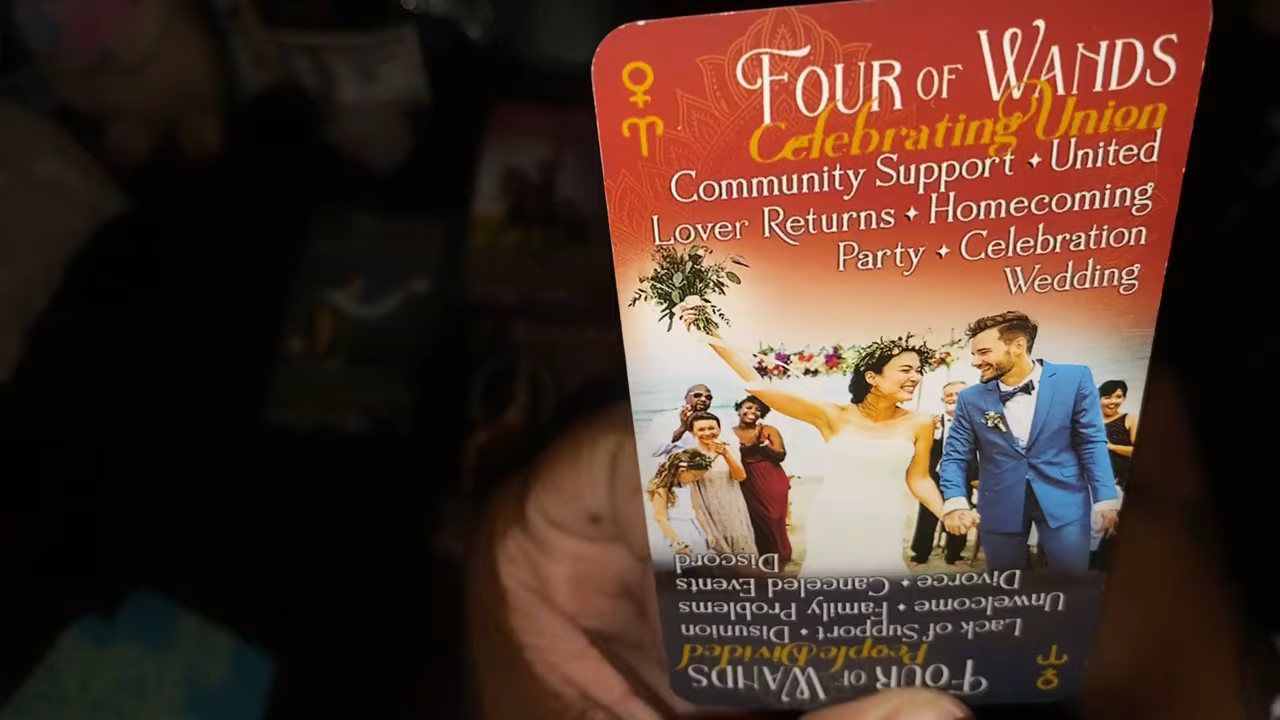 Four of Wands
Celebrating Union
Community Support ✦ United
Lover Returns ✦ Homecoming
Party ✦ Celebration
Wedding
Four of Wands
People Divided
Lack of Support ✦ Disunion
Unwelcome ✦ Family Problems
Divorce ✦ Canceled Events
Discord